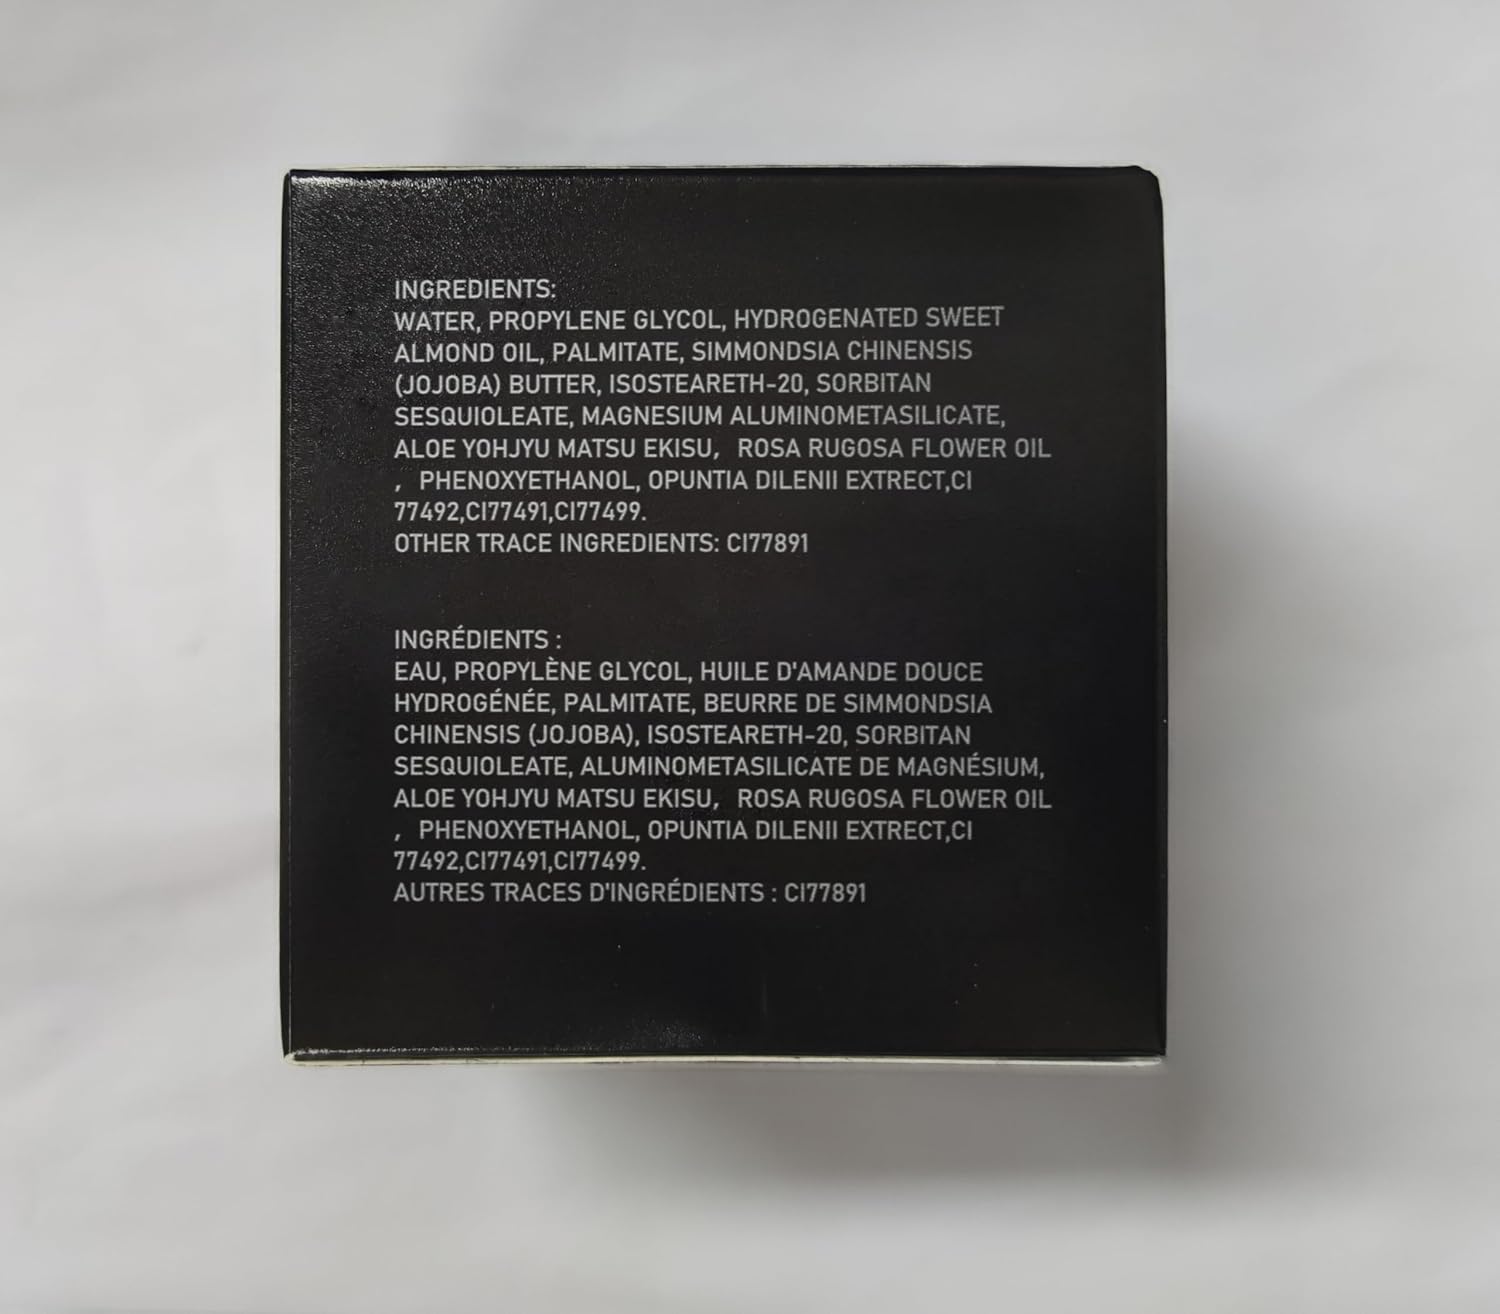 INGREDIENTS:
WATER, PROPYLENE GLYCOL, HYDROGENATED SWEET
ALMOND OIL, PALMITATE, SIMMONDSIA CHINENSIS
(JOJOBA) BUTTER, ISOSTEARETH-20, SORBITAN
SESQUIOLEATE, MAGNESIUM ALUMINOMETASILICATE,
ALOE YOHJYU MATSU EKISU,  ROSA RUGOSA FLOWER OIL
,  PHENOXYETHANOL, OPUNTIA DILENII EXTRECT,CI
77492,CI77491,CI77499.
OTHER TRACE INGREDIENTS: CI77891
INGRÉDIENTS :
EAU, PROPYLÈNE GLYCOL, HUILE D'AMANDE DOUCE
HYDROGÉNÉE, PALMITATE, BEURRE DE SIMMONDSIA
CHINENSIS (JOJOBA), ISOSTEARETH-20, SORBITAN
SESQUIOLEATE, ALUMINOMETASILICATE DE MAGNÉSIUM,
ALOE YOHJYU MATSU EKISU,  ROSA RUGOSA FLOWER OIL
,  PHENOXYETHANOL, OPUNTIA DILENII EXTRECT,CI
77492,CI77491,CI77499.
AUTRES TRACES D'INGRÉDIENTS : CI77891